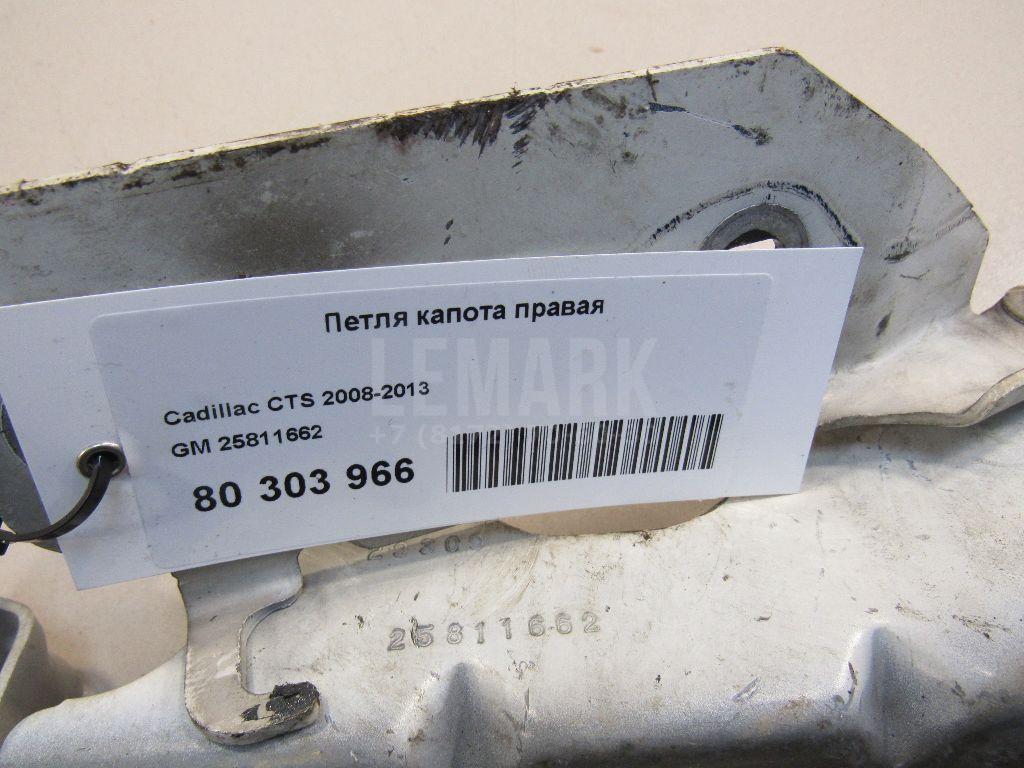 Петля капота правая
LEMARK
Cadillac CTS 2008-2013
GM 25811662
80 303 966
25811662